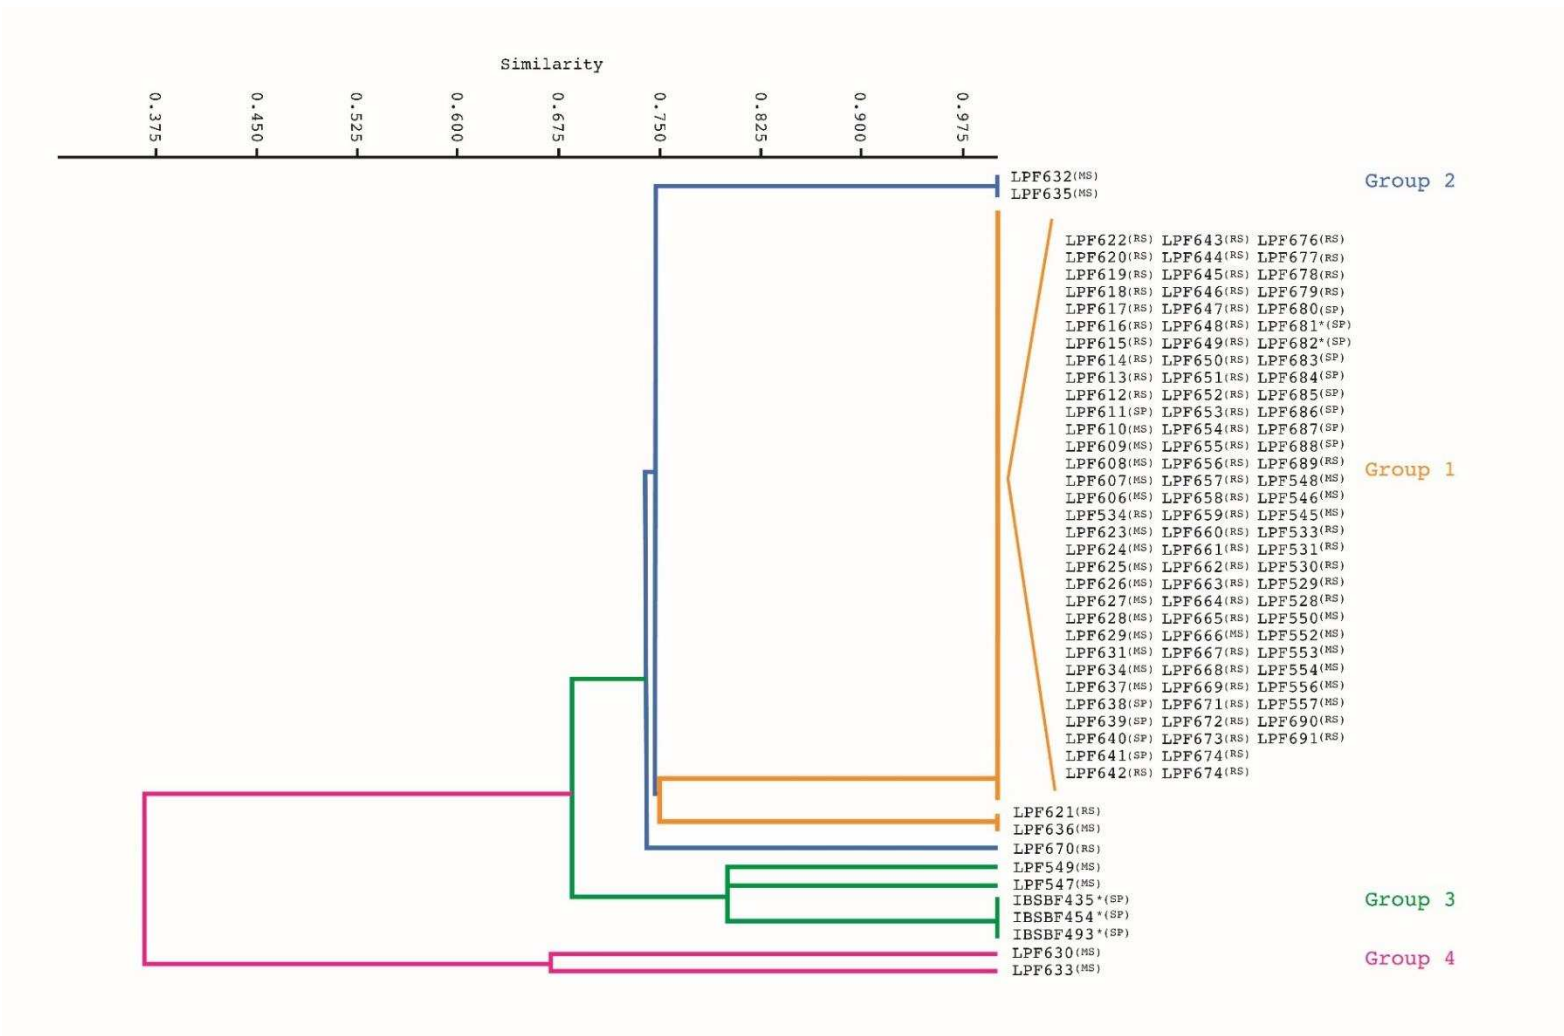 Similarity
0.375 0.450 0.525 0.600 0.675 0.750 0.825 0.900 0.975
LPF632(MS)
LPF635(MS)
Group 2
LPF622(RS) LPF643(RS) LPF676(RS)
LPF620(RS) LPF644(RS) LPF677(RS)
LPF619(RS) LPF645(RS) LPF678(RS)
LPF618(RS) LPF646(RS) LPF679(RS)
LPF617(RS) LPF647(RS) LPF680(SP)
LPF616(RS) LPF648(RS) LPF681*(SP)
LPF615(RS) LPF649(RS) LPF682*(SP)
LPF614(RS) LPF650(RS) LPF683(SP)
LPF613(RS) LPF651(RS) LPF684(SP)
LPF612(RS) LPF652(RS) LPF685(SP)
LPF611(SP) LPF653(RS) LPF686(SP)
LPF610(MS) LPF654(RS) LPF687(SP)
LPF609(MS) LPF655(RS) LPF688(SP)
LPF608(MS) LPF656(RS) LPF689(RS)
Group 1
LPF607(MS) LPF657(RS) LPF548(MS)
LPF606(MS) LPF658(RS) LPF546(MS)
LPF534(RS) LPF659(RS) LPF545(MS)
LPF623(MS) LPF660(RS) LPF533(RS)
LPF624(MS) LPF661(RS) LPF531(RS)
LPF625(MS) LPF662(RS) LPF530(RS)
LPF626(MS) LPF663(RS) LPF529(RS)
LPF627(MS) LPF664(RS) LPF528(RS)
LPF628(MS) LPF665(RS) LPF550(MS)
LPF629(MS) LPF666(MS) LPF552(MS)
LPF631(MS) LPF667(RS) LPF553(MS)
LPF634(MS) LPF668(RS) LPF554(MS)
LPF637(MS) LPF669(RS) LPF556(MS)
LPF638(SP) LPF671(RS) LPF557(MS)
LPF639(SP) LPF672(RS) LPF690(RS)
LPF640(SP) LPF673(RS) LPF691(RS)
LPF641(SP) LPF674(RS)
LPF642(RS) LPF674(RS)
LPF621(RS)
LPF636(MS)
LPF670(RS)
LPF549(MS)
LPF547(MS)
IBSBF435*(SP)
Group 3
IBSBF454*(SP)
IBSBF493*(SP)
LPF630(MS)
Group 4
LPF633(MS)